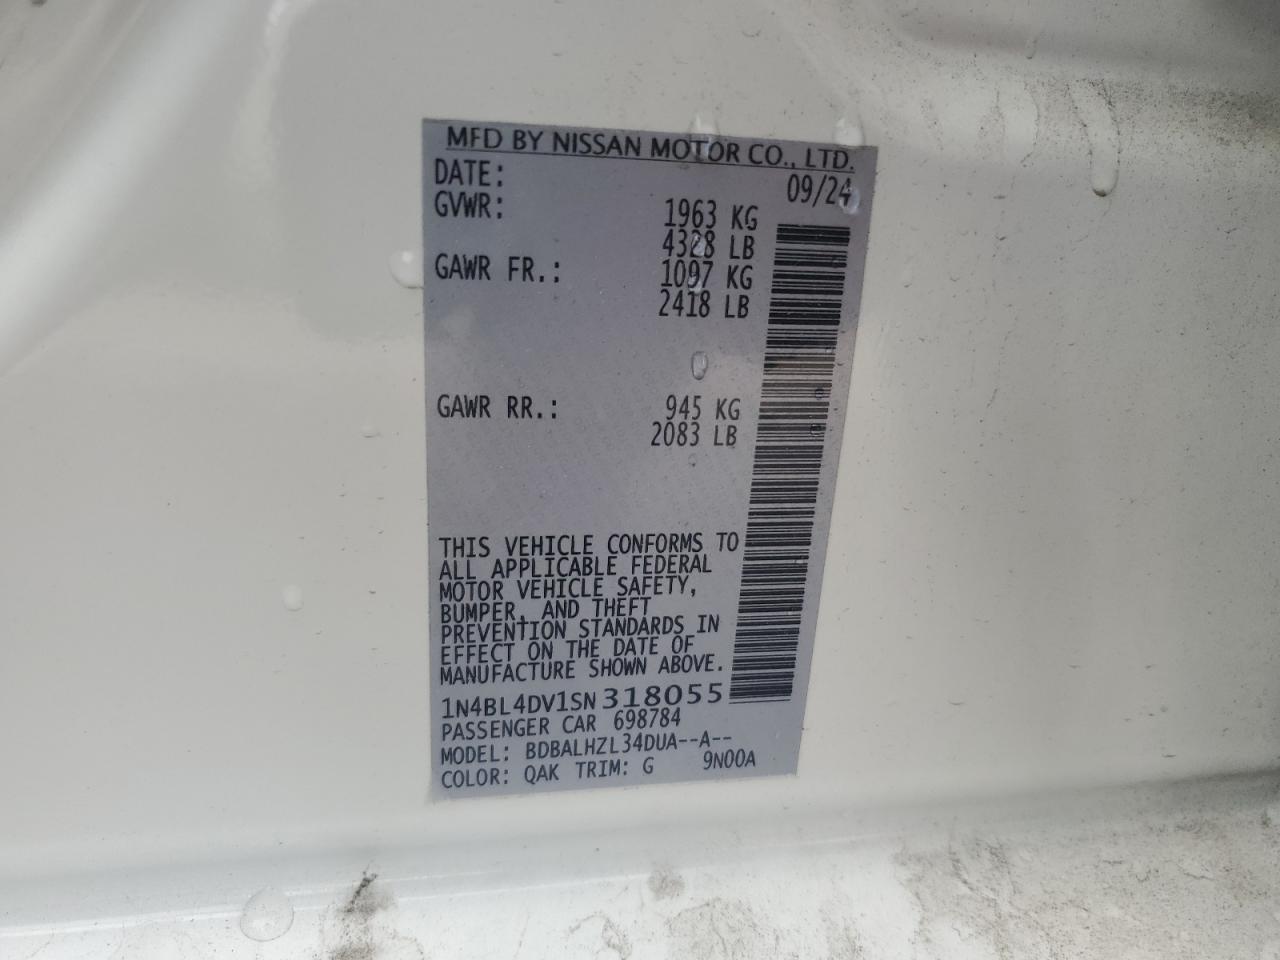 MFD BY NISSAN MOTOR CO., LTD.
DATE: 09/24
GVWR: 1963 KG
4328 LB
GAWR FR.: 1097 KG
2418 LB
GAWR RR.: 945 KG
2083 LB
THIS VEHICLE CONFORMS TO
ALL APPLICABLE FEDERAL
MOTOR VEHICLE SAFETY,
BUMPER, AND THEFT
PREVENTION STANDARDS IN
EFFECT ON THE DATE OF
MANUFACTURE SHOWN ABOVE.
1N4BL4DV1SN318055
PASSENGER CAR 698784
MODEL: BDBALHZL34DUA--A--
COLOR: QAK TRIM: G 9N00A